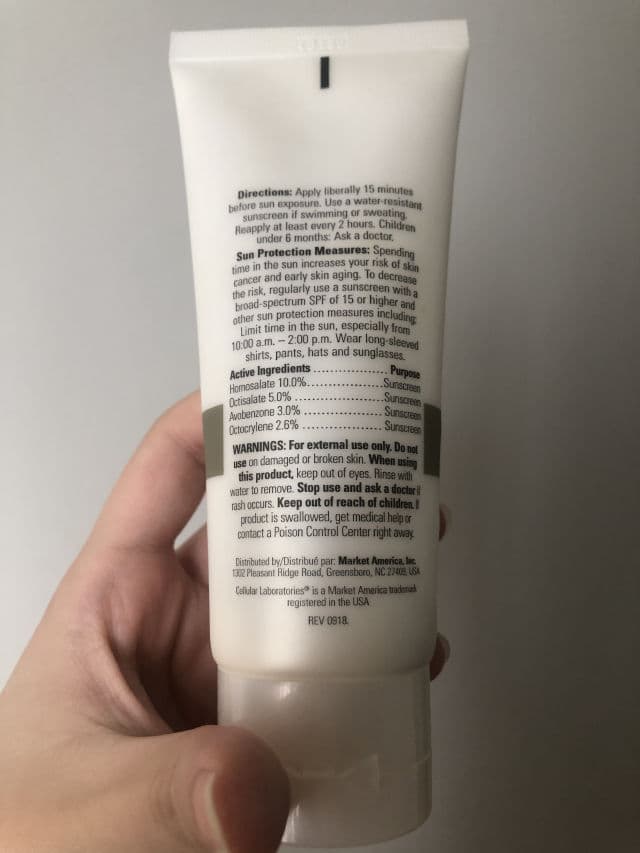 Directions: Apply liberally 15 minutes
before sun exposure. Use a water-resistant
sunscreen if swimming or sweating.
Reapply at least every 2 hours. Children
under 6 months: Ask a doctor.
Sun Protection Measures: Spending
time in the sun increases your risk of skin
cancer and early skin aging. To decrease
the risk, regularly use a sunscreen with a
broad-spectrum SPF of 15 or higher and
other sun protection measures including:
Limit time in the sun, especially from
10:00 a.m. – 2:00 p.m. Wear long-sleeved
shirts, pants, hats and sunglasses.
Active Ingredients ................. Purpose
Homosalate 10.0%.................Sunscreen
Octisalate 5.0% ....................Sunscreen
Avobenzone 3.0% ................. Sunscreen
Octocrylene 2.6% .................. Sunscreen
WARNINGS: For external use only. Do not
use on damaged or broken skin. When using
this product, keep out of eyes. Rinse with
water to remove. Stop use and ask a doctor if
rash occurs. Keep out of reach of children. If
product is swallowed, get medical help or
contact a Poison Control Center right away.
Distributed by/Distribué par: Market America, Inc.
1302 Pleasant Ridge Road, Greensboro, NC 27409, USA
Cellular Laboratories® is a Market America trademark
registered in the USA
REV 0918.